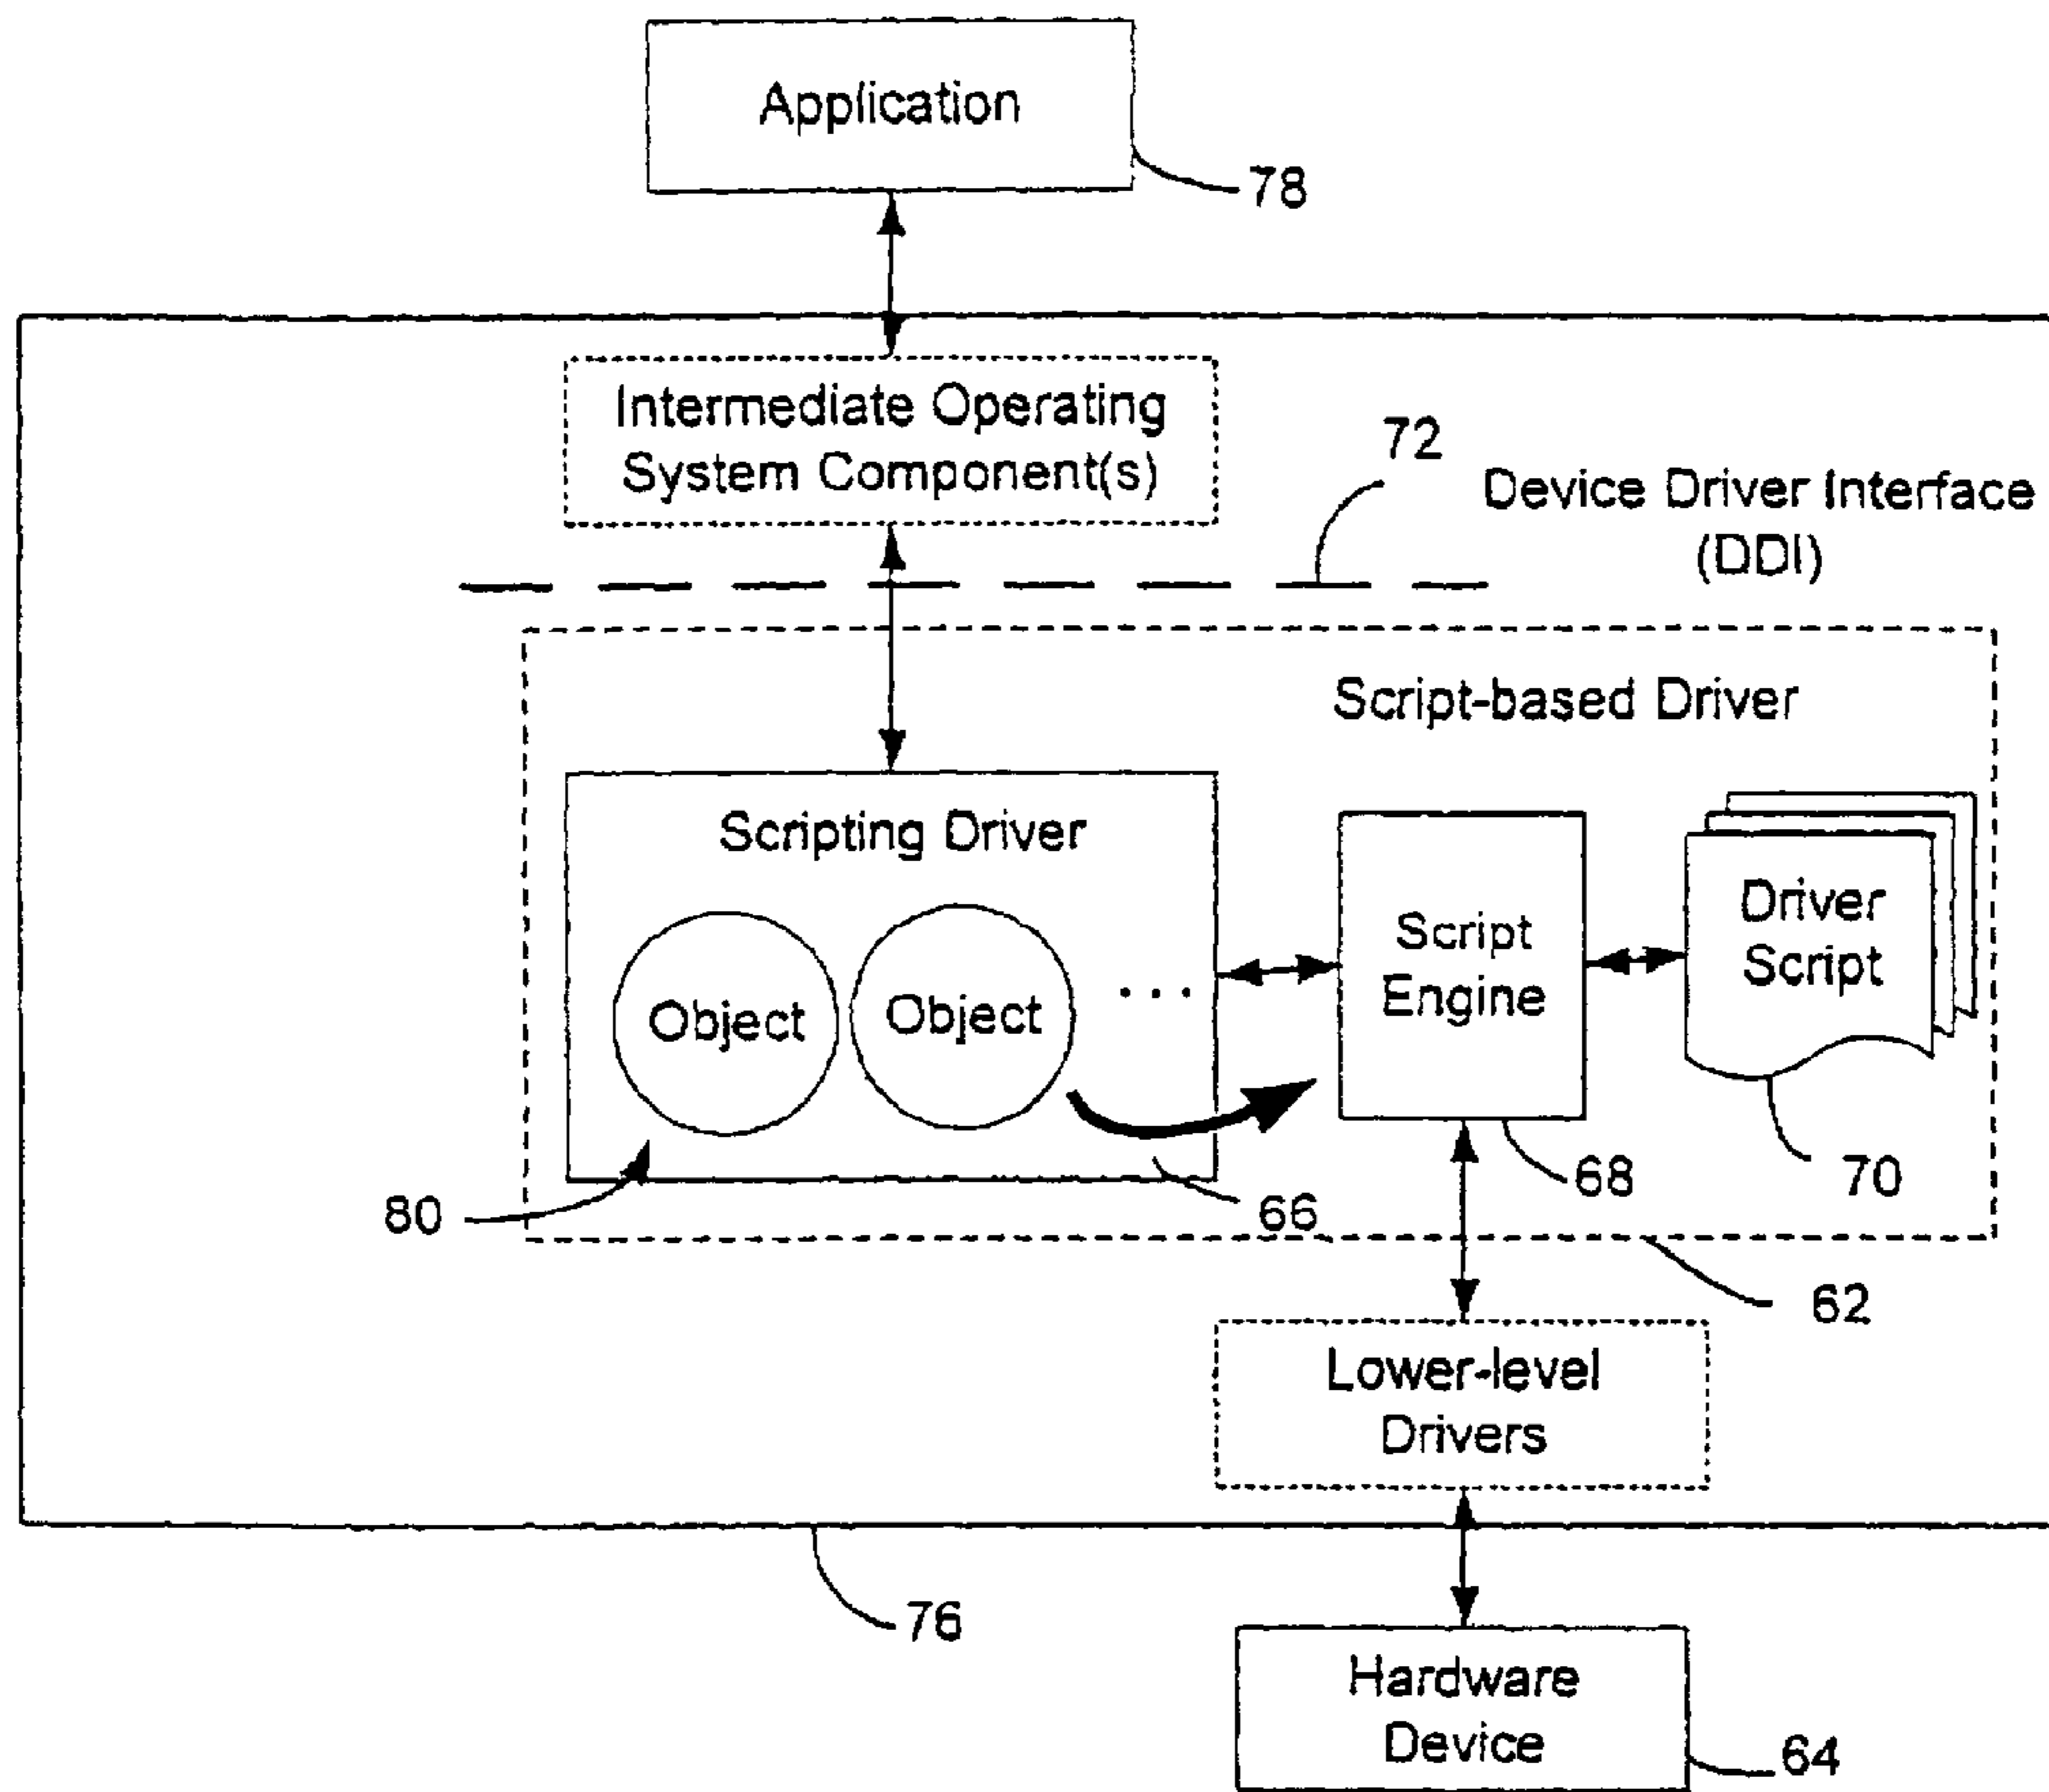 Application
78
Intermediate Operating
System Component(s)
72
Device Driver Interface
(DDI)
Script-based Driver
Scripting Driver
Object
Object
...
Script
Engine
Driver
Script
80
66
68
70
62
Lower-level
Drivers
76
Hardware
Device
64